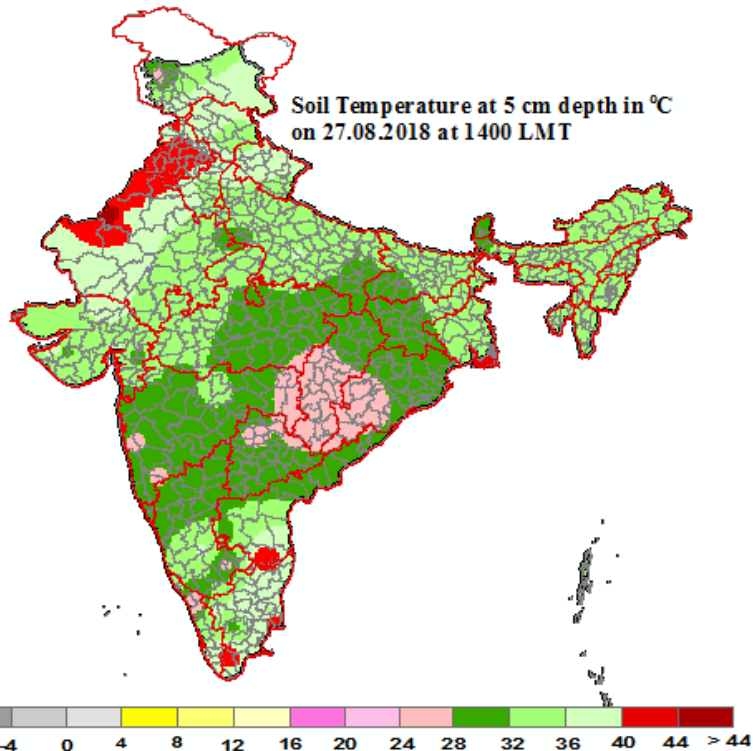 Soil Temperature at 5 cm depth in ⁰C
on 27.08.2018 at 1400 LMT
-4 0 4 8 12 16 20 24 28 32 36 40 44 > 44